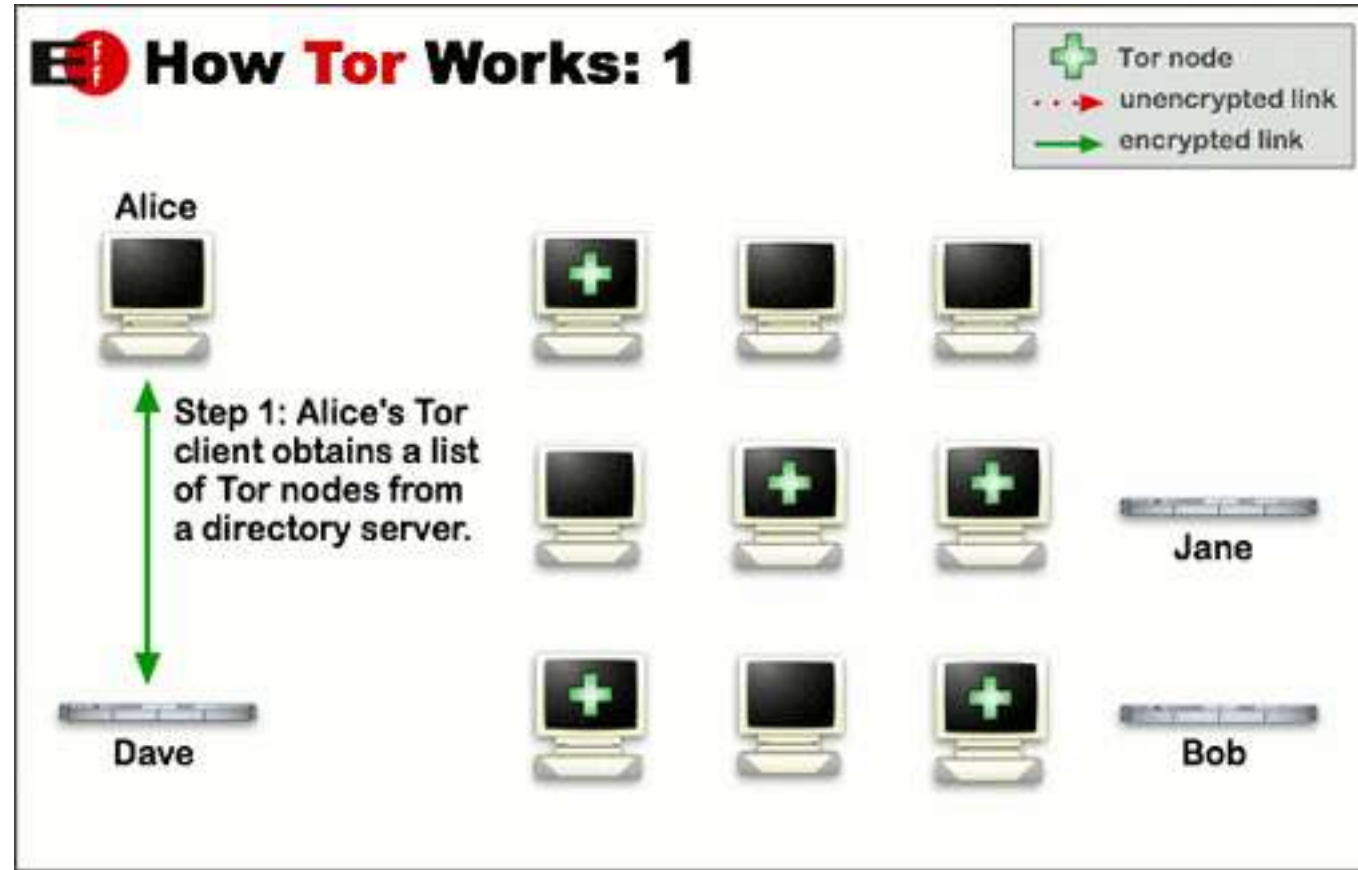 EFF How Tor Works: 1
Tor node
unencrypted link
encrypted link
Alice
Step 1: Alice's Tor
client obtains a list
of Tor nodes from
a directory server.
Jane
Dave
Bob